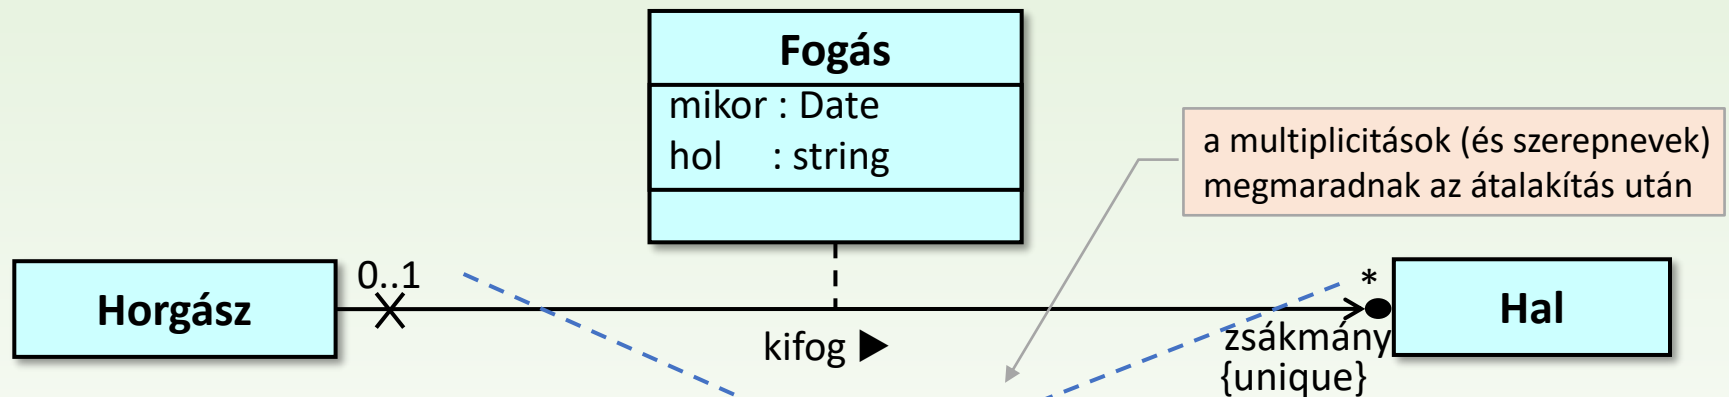 Fogás
mikor : Date
hol : string
a multiplicitások (és szerepnevek)
megmaradnak az átalakítás után
Horgász
0..1
kifog ▶
*
zsákmány
{unique}
Hal